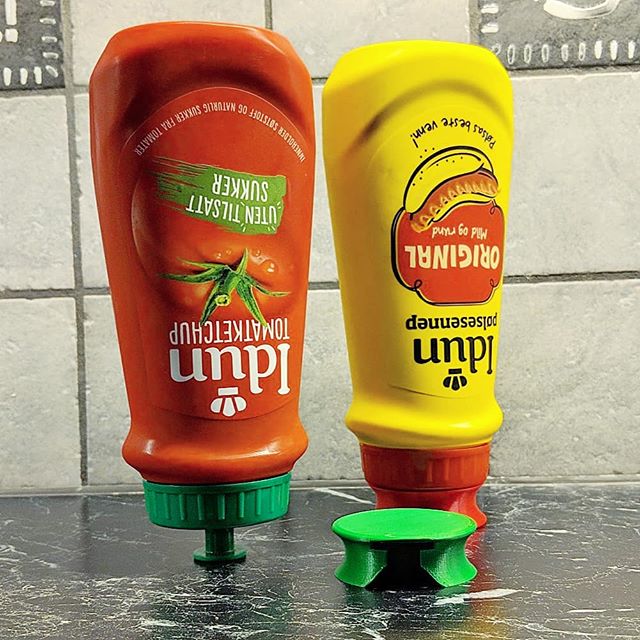 Idun
TOMATKETCHUP
UTEN TILSATT
SUKKER
INNEHOLDER SØTSTOFF OG NATURLIG SUKKER FRA TOMATER
Idun
pølsesennep
ORIGINAL
Mild og rund
Pølsas beste venn!